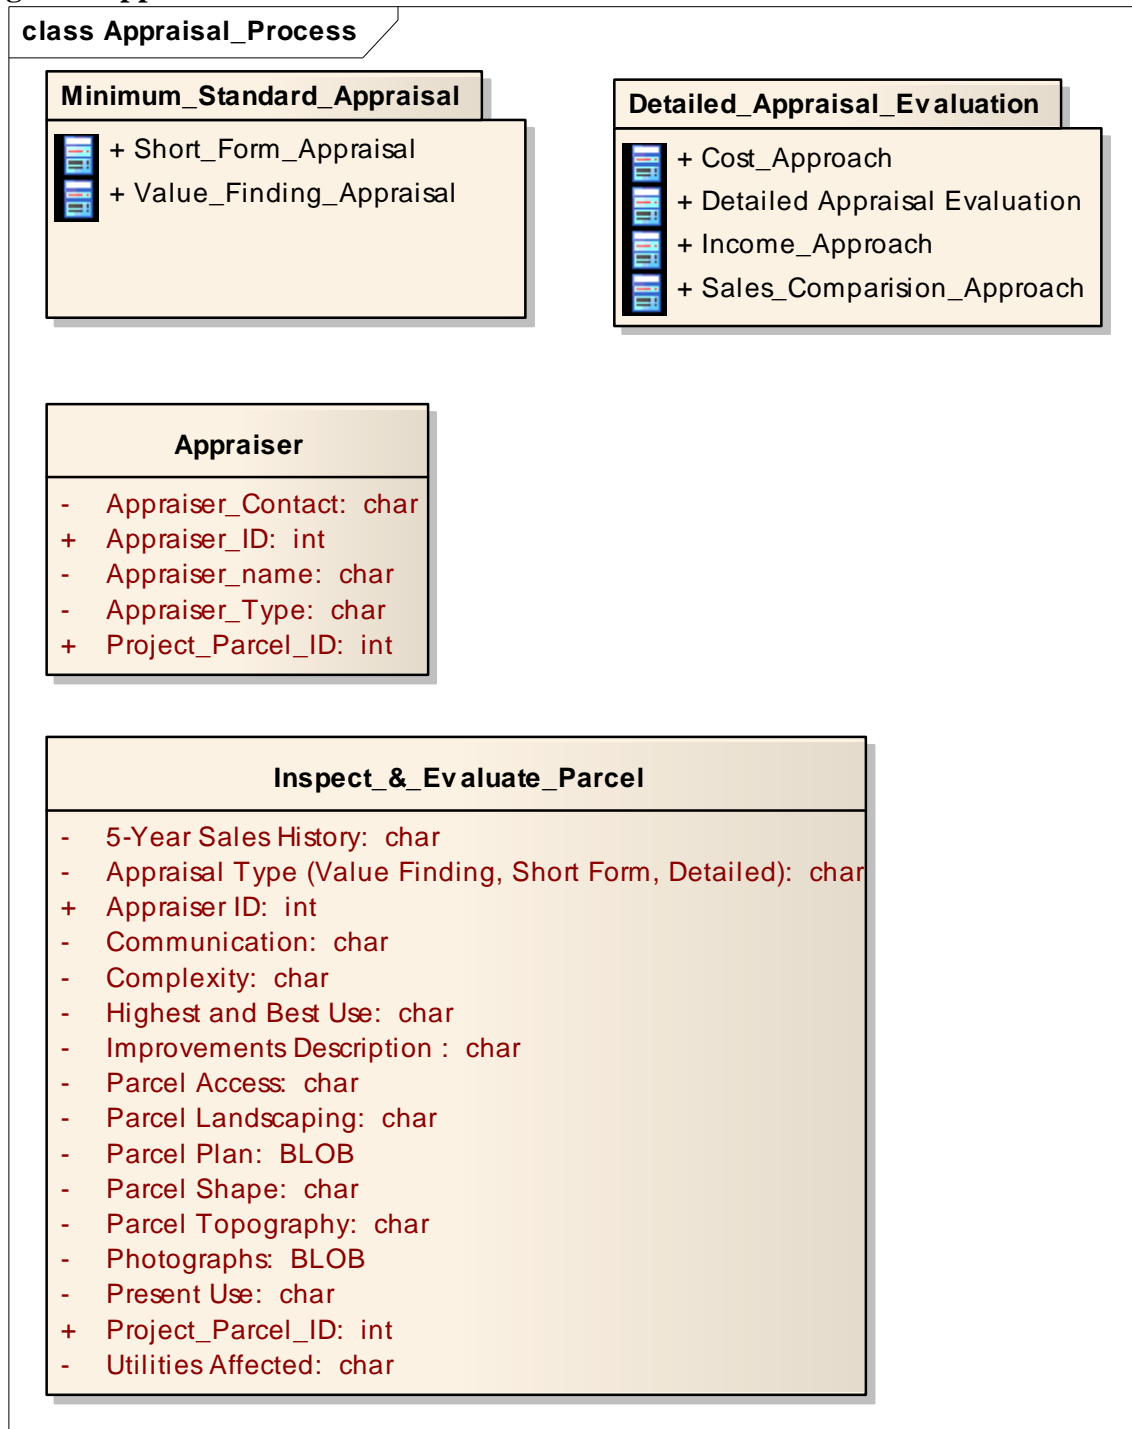 class Appraisal_Process
Minimum_Standard_Appraisal
+ Short_Form_Appraisal
+ Value_Finding_Appraisal
Detailed_Appraisal_Evaluation
+ Cost_Approach
+ Detailed Appraisal Evaluation
+ Income_Approach
+ Sales_Comparision_Approach
Appraiser
- Appraiser_Contact: char
+ Appraiser_ID: int
- Appraiser_name: char
- Appraiser_Type: char
+ Project_Parcel_ID: int
Inspect_&_Evaluate_Parcel
- 5-Year Sales History: char
- Appraisal Type (Value Finding, Short Form, Detailed): char
+ Appraiser ID: int
- Communication: char
- Complexity: char
- Highest and Best Use: char
- Improvements Description : char
- Parcel Access: char
- Parcel Landscaping: char
- Parcel Plan: BLOB
- Parcel Shape: char
- Parcel Topography: char
- Photographs: BLOB
- Present Use: char
+ Project_Parcel_ID: int
- Utilities Affected: char